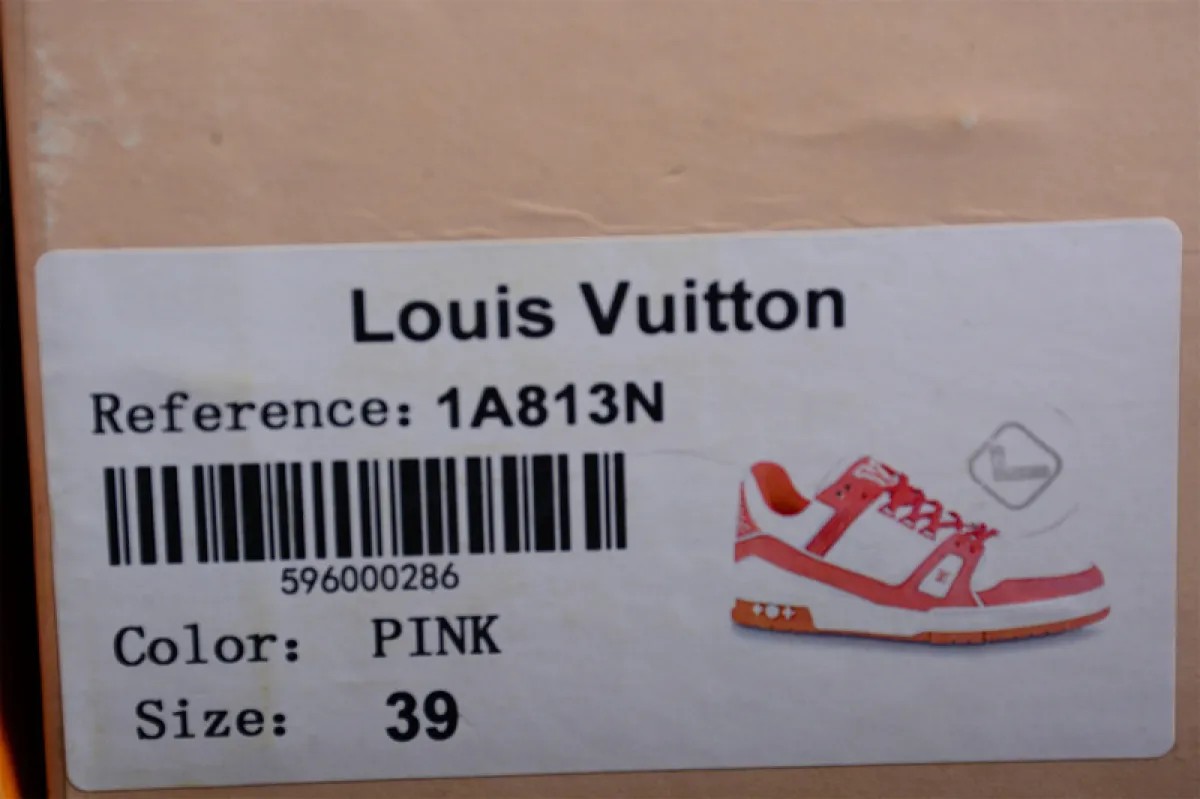 Louis Vuitton
Reference: 1A813N
596000286
Color: PINK
Size: 39